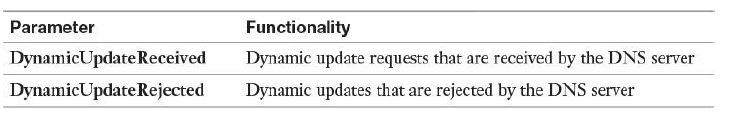 Parameter Functionality
DynamicUpdateReceived Dynamic update requests that are received by the DNS server
DynamicUpdateRejected Dynamic updates that are rejected by the DNS server